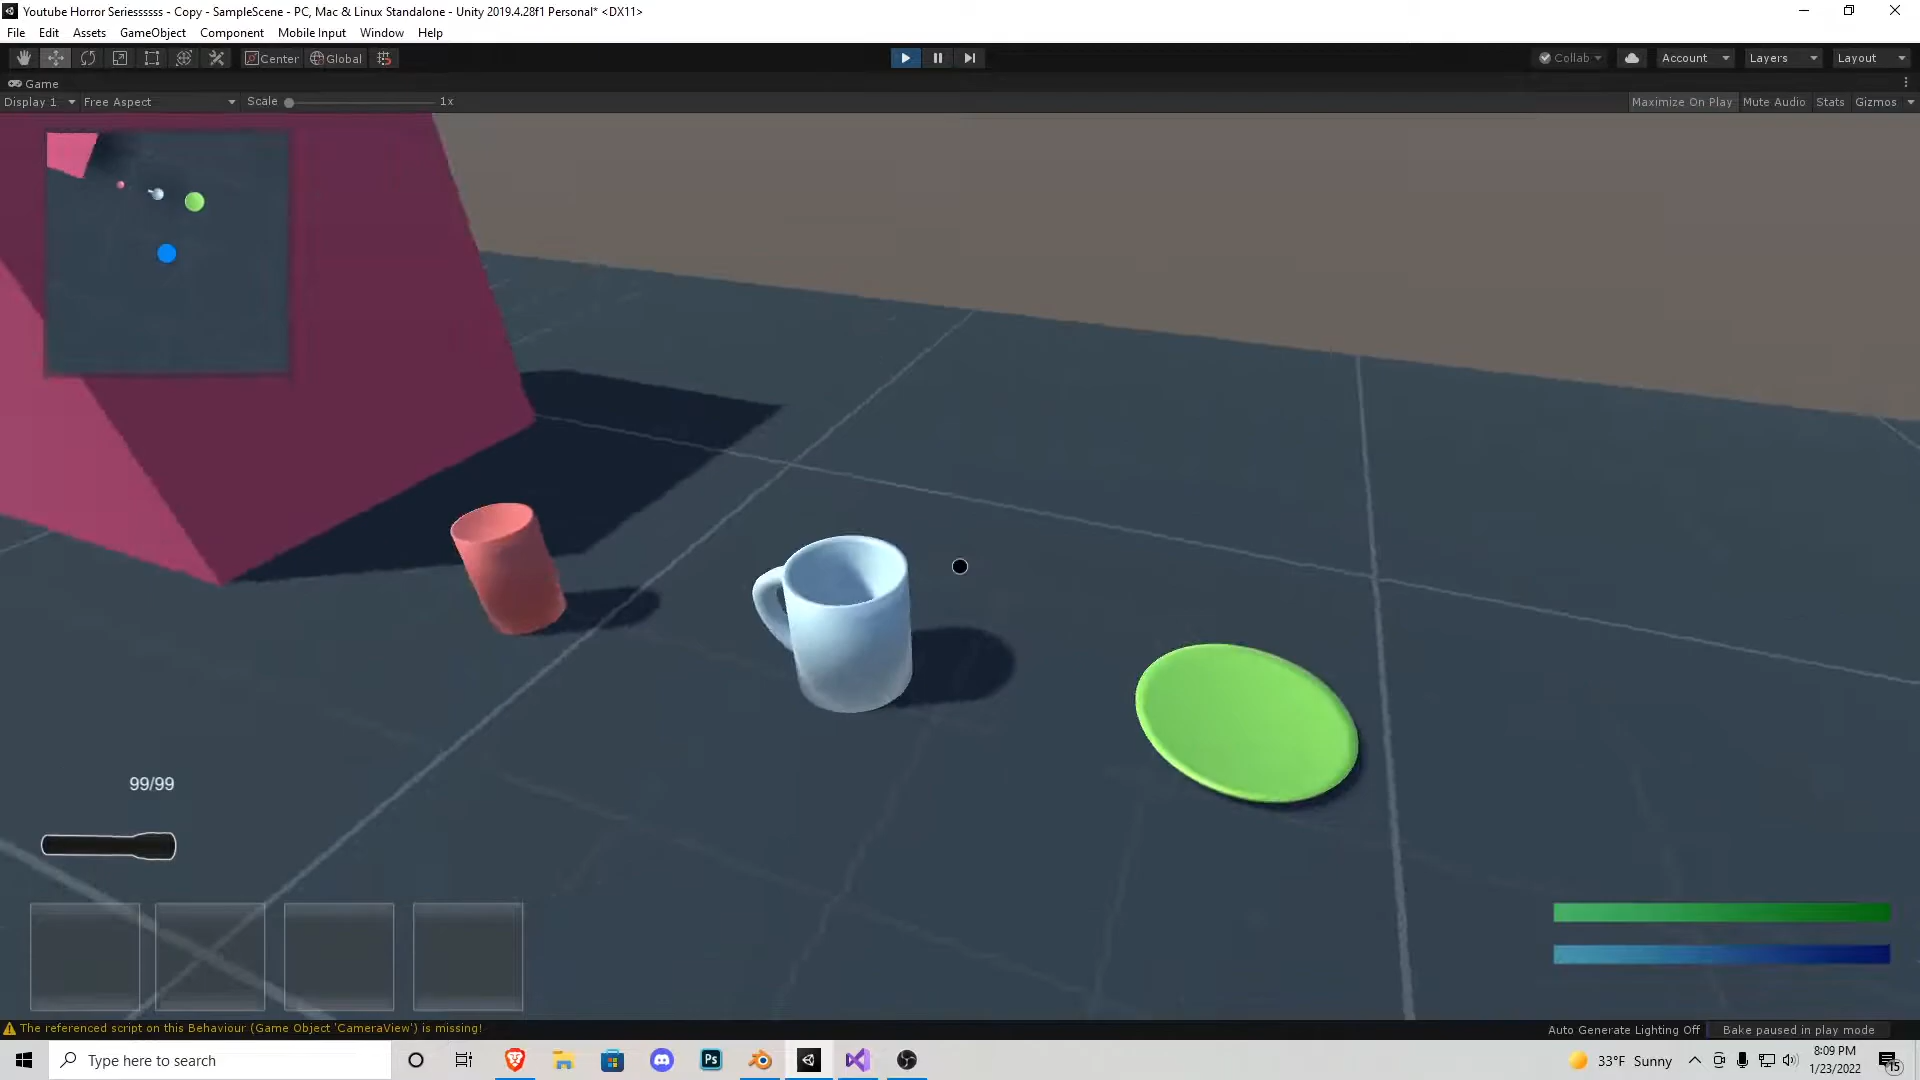 Youtube Horror Seriessssss - Copy - SampleScene - PC, Mac & Linux Standalone - Unity 2019.4.28f1 Personal* <DX11>
File Edit Assets GameObject Component Mobile Input Window Help
Center Global Collab Account Layers Layout
Game
Display 1 Free Aspect Scale 1x Maximize On Play Mute Audio Stats Gizmos
99/99
The referenced script on this Behaviour (Game Object 'CameraView') is missing! Auto Generate Lighting Off Bake paused in play mode
Type here to search Ps 33°F Sunny 8:09 PM
1/23/2022 15